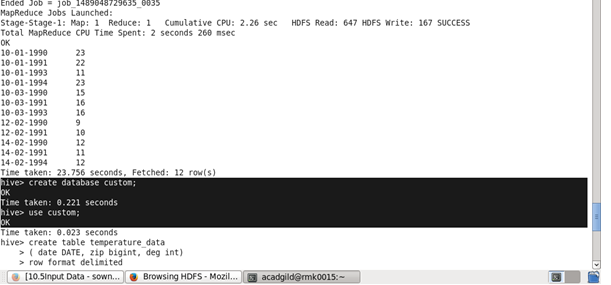 Ended Job = job_1489048729635_0035
MapReduce Jobs Launched:
Stage-Stage-1: Map: 1  Reduce: 1   Cumulative CPU: 2.26 sec   HDFS Read: 647 HDFS Write: 167 SUCCESS
Total MapReduce CPU Time Spent: 2 seconds 260 msec
OK
10-01-1990      23
10-01-1991      22
10-01-1993      11
10-01-1994      23
10-03-1990      15
10-03-1991      16
10-03-1993      16
12-02-1990      9
12-02-1991      10
14-02-1990      12
14-02-1991      11
14-02-1994      12
Time taken: 23.756 seconds, Fetched: 12 row(s)
hive> create database custom;
OK
Time taken: 0.221 seconds
hive> use custom;
OK
Time taken: 0.023 seconds
hive> create table temperature_data
    > ( date DATE, zip bigint, deg int)
    > row format delimited
[10.5Input Data - sown... Browsing HDFS - Mozil... acadgild@rmk0015:~